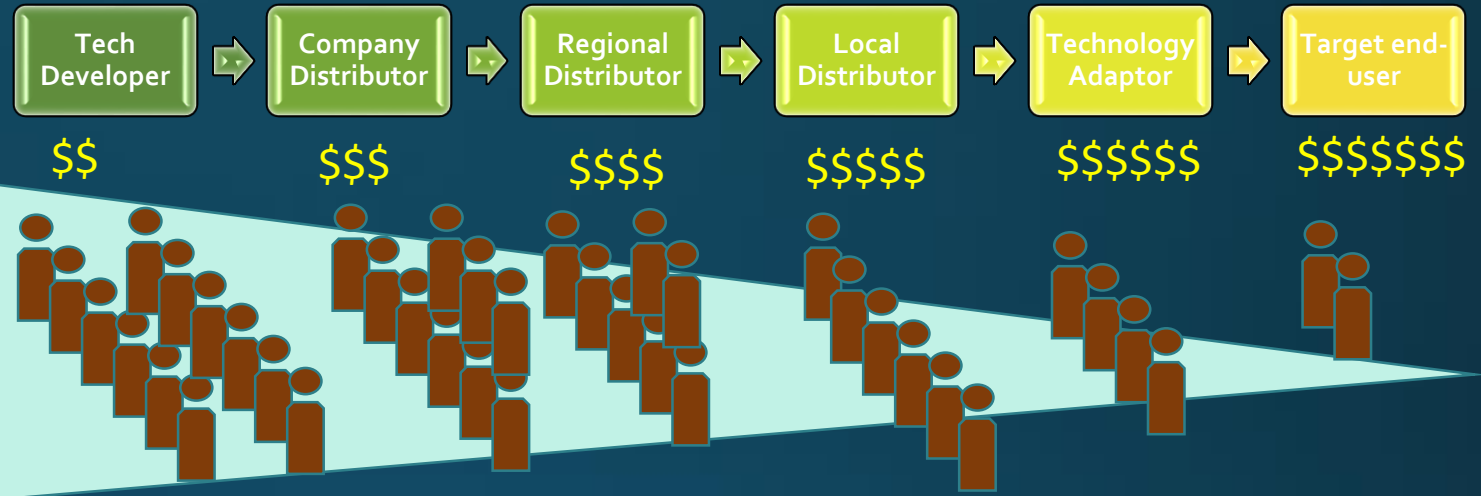 Tech
Developer
Company
Distributor
Regional
Distributor
Local
Distributor
Technology
Adaptor
Target end-
user
$$
$$$
$$$$
$$$$$
$$$$$$
$$$$$$$